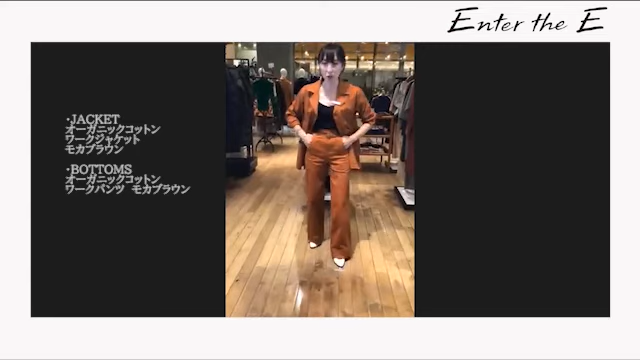 Enter the E
・JACKET
オーガニックコットン
ワークジャケット
モカブラウン
・BOTTOMS
オーガニックコットン
ワークパンツ モカブラウン